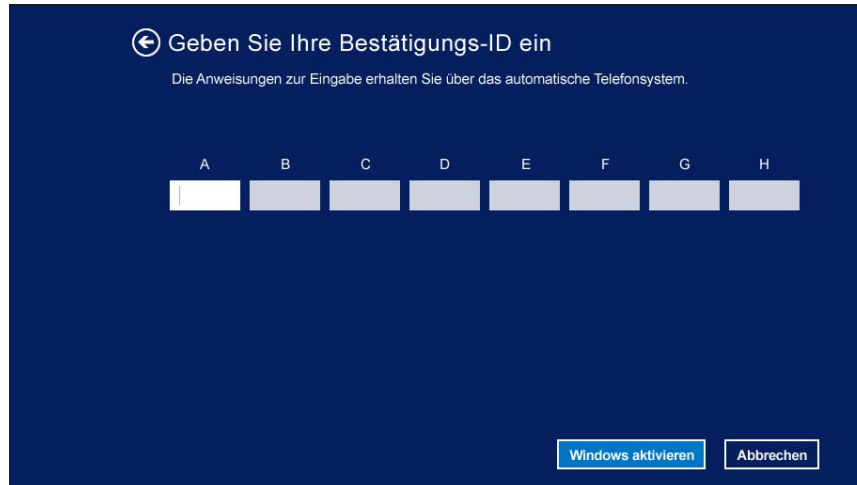 Geben Sie Ihre Bestätigungs-ID ein
Die Anweisungen zur Eingabe erhalten Sie über das automatische Telefonsystem.
A B C D E F G H
Windows aktivieren Abbrechen